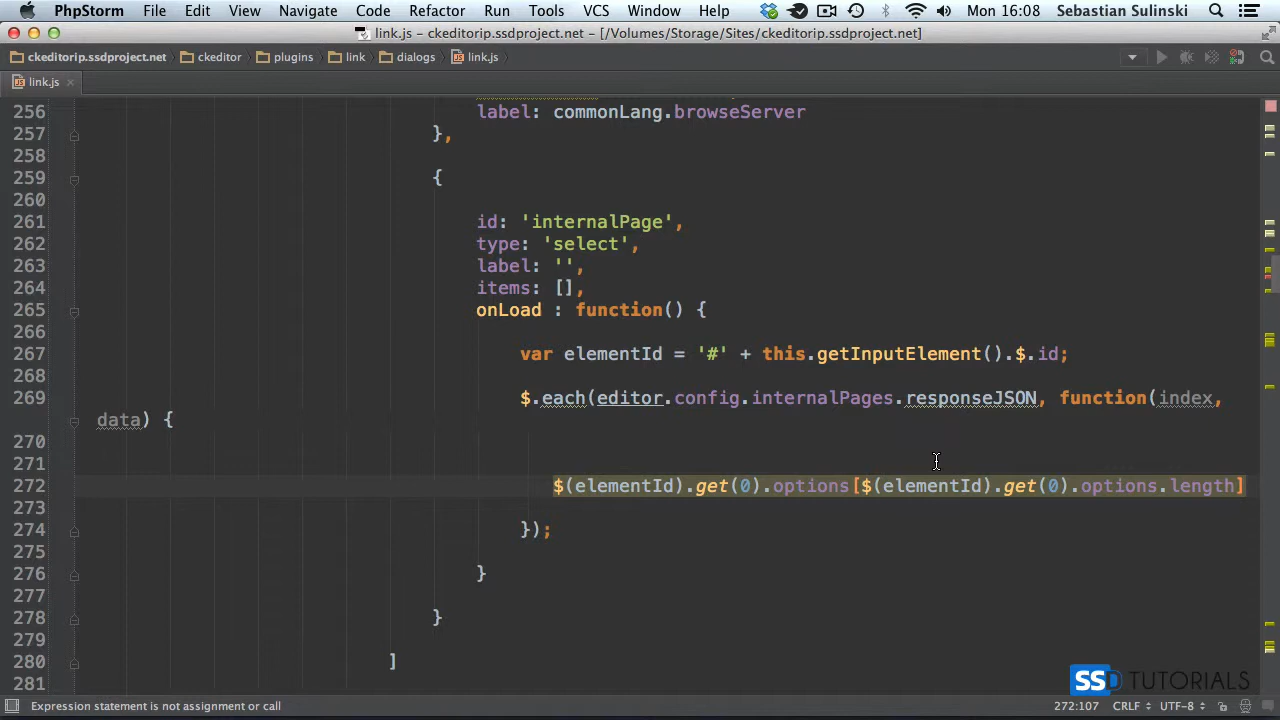 PhpStorm File Edit View Navigate Code Refactor Run Tools VCS Window Help Mon 16:08 Sebastian Sulinski
link.js – ckeditorip.ssdproject.net – [/Volumes/Storage/Sites/ckeditorip.ssdproject.net]
ckeditorip.ssdproject.net ckeditor plugins link dialogs link.js
link.js
256 label: commonLang.browseServer
257 },
258
259 {
260
261 id: 'internalPage',
262 type: 'select',
263 label: '',
264 items: [],
265 onLoad : function() {
266
267 var elementId = '#' + this.getInputElement().$.id;
268
269 $.each(editor.config.internalPages.responseJSON, function(index,
data) {
270
271
272 $(elementId).get(0).options[$(elementId).get(0).options.length]
273
274 });
275
276 }
277
278 }
279
280 ]
281
SSD TUTORIALS
Expression statement is not assignment or call 272:107 CRLF UTF-8